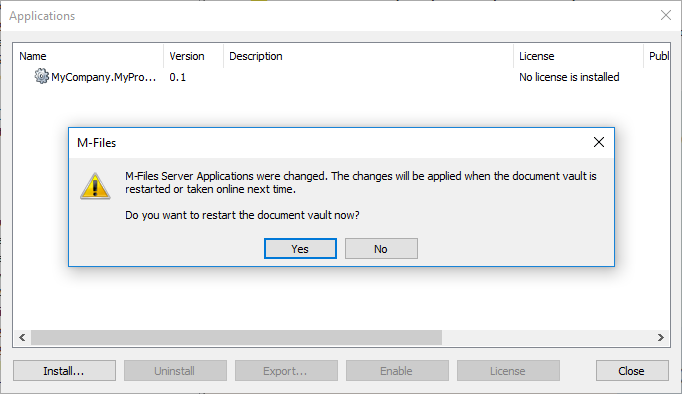 Applications
Name Version Description License Publ
MyCompany.MyPro... 0.1 No license is installed
M-Files
M-Files Server Applications were changed. The changes will be applied when the document vault is
restarted or taken online next time.
Do you want to restart the document vault now?
Yes No
Install... Uninstall Export... Enable License Close